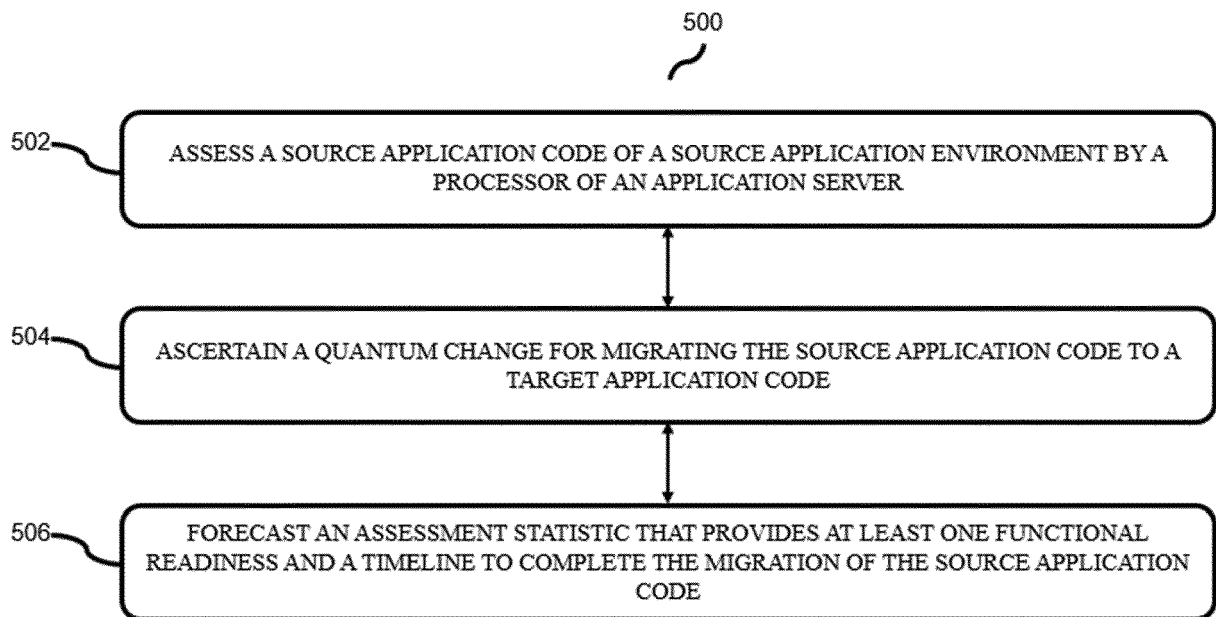 500
502
ASSESS A SOURCE APPLICATION CODE OF A SOURCE APPLICATION ENVIRONMENT BY A
PROCESSOR OF AN APPLICATION SERVER
504
ASCERTAIN A QUANTUM CHANGE FOR MIGRATING THE SOURCE APPLICATION CODE TO A
TARGET APPLICATION CODE
506
FORECAST AN ASSESSMENT STATISTIC THAT PROVIDES AT LEAST ONE FUNCTIONAL
READINESS AND A TIMELINE TO COMPLETE THE MIGRATION OF THE SOURCE APPLICATION
CODE